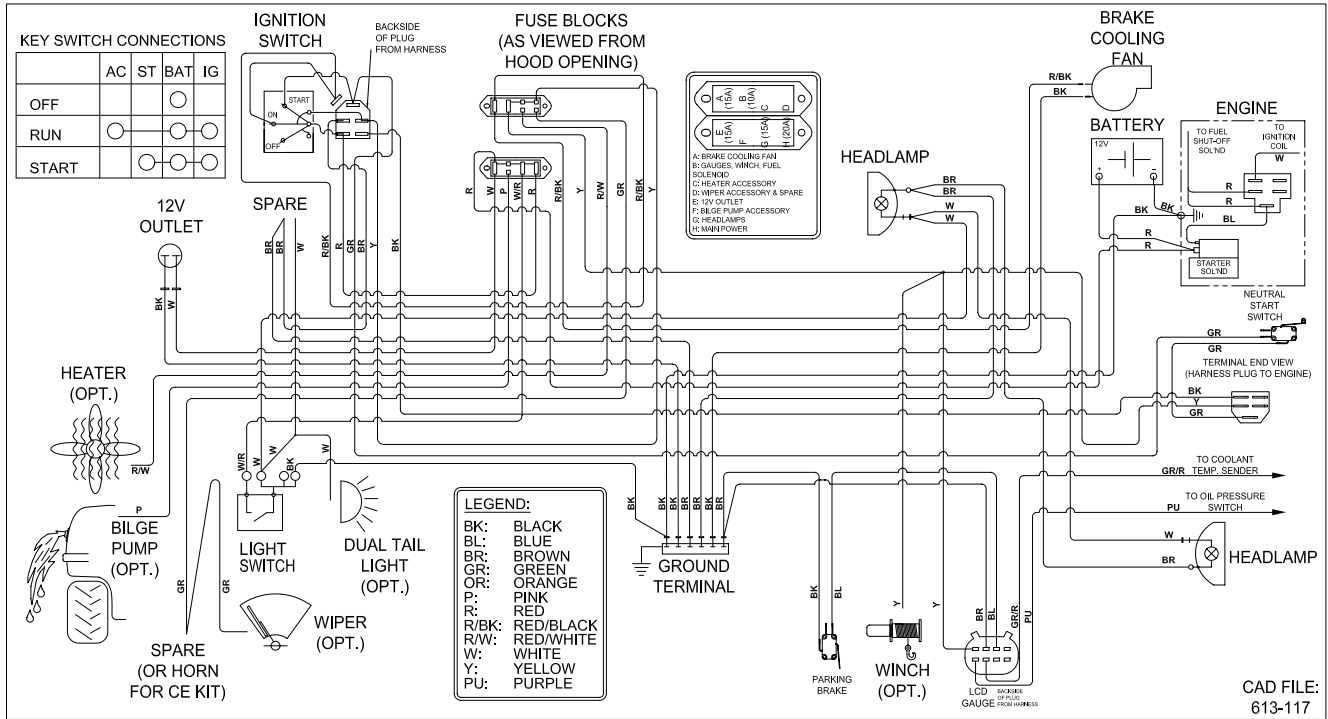 KEY SWITCH CONNECTIONS
AC ST BAT IG
OFF
RUN
START
IGNITION
SWITCH
BACKSIDE
OF PLUG
FROM HARNESS
START
ON
OFF
FUSE BLOCKS
(AS VIEWED FROM
HOOD OPENING)
A (15A)
B (10A)
C
D
E (15A)
F
G (15A)
H (20A)
A: BRAKE COOLING FAN
B: GAUGES, WINCH, FUEL
SOLENOID
C: HEATER ACCESSORY
D: WIPER ACCESSORY & SPARE
E: 12V OUTLET
F: BILGE PUMP ACCESSORY
G: HEADLAMPS
H: MAIN POWER
BRAKE
COOLING
FAN
R/BK
BK
BATTERY
12V
+ -
BK
BK
R
R
ENGINE
TO FUEL
SHUT-OFF
SOL'ND
TO
IGNITION
COIL
W
R
R
BL
STARTER
SOL'ND
HEADLAMP
BR
BR
W
W
NEUTRAL
START
SWITCH
GR
GR
TERMINAL END VIEW
(HARNESS PLUG TO ENGINE)
BK
Y
GR
12V
OUTLET
BK
W
SPARE
BR
BR
W
R/BK
R
GR
BR
Y
BK
R
W
P
W/R
R
R/BK
Y
R/W
GR
R/BK
Y
HEATER
(OPT.)
R/W
P
BILGE
PUMP
(OPT.)
GR
GR
SPARE
(OR HORN
FOR CE KIT)
WIPER
(OPT.)
W/R
W
W
BK
W
LIGHT
SWITCH
DUAL TAIL
LIGHT
(OPT.)
LEGEND:
BK: BLACK
BL: BLUE
BR: BROWN
GR: GREEN
OR: ORANGE
P: PINK
R: RED
R/BK: RED/BLACK
R/W: RED/WHITE
W: WHITE
Y: YELLOW
PU: PURPLE
BK
BK
BK
BR
BR
BK
BR
GROUND
TERMINAL
BK
BL
PARKING
BRAKE
Y
WINCH
(OPT.)
Y
BR
BL
GR/R
PU
LCD
GAUGE
BACKSIDE
OF PLUG
FROM HARNESS
TO COOLANT
TEMP. SENDER
GR/R
TO OIL PRESSURE
SWITCH
PU
W
BR
HEADLAMP
CAD FILE:
613-117